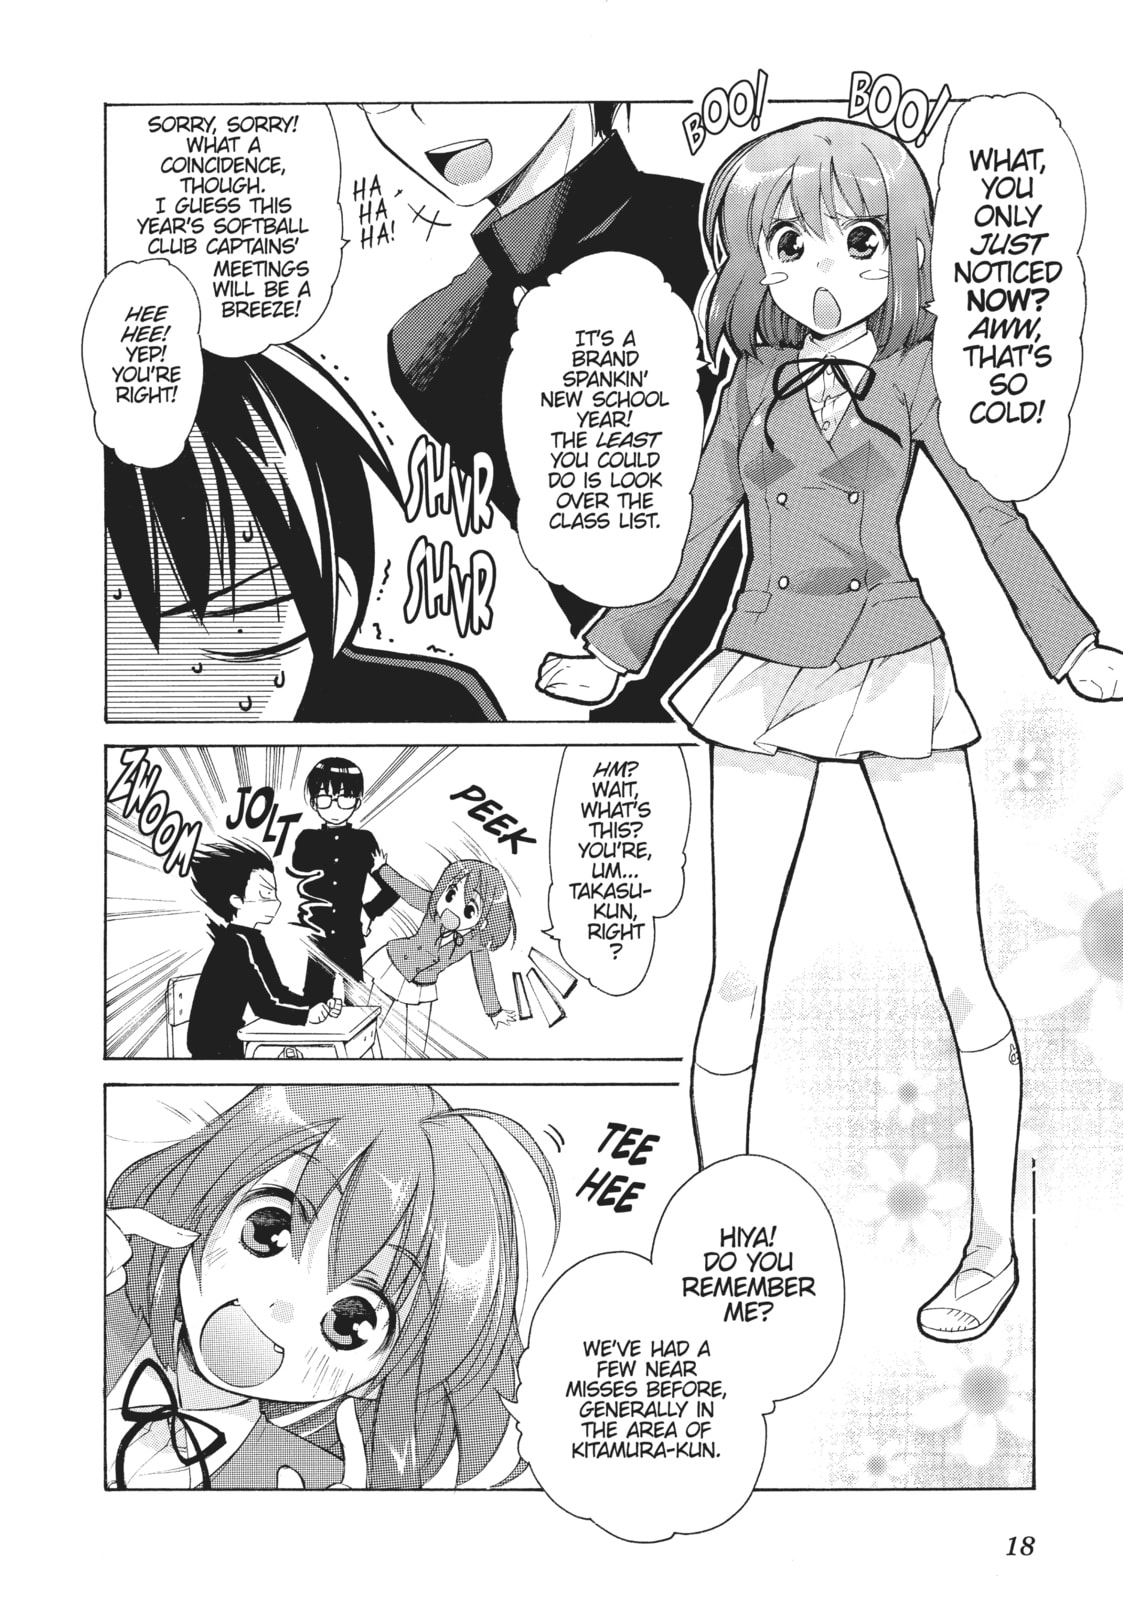 BOO!
BOO!
WHAT,
YOU
ONLY
JUST
NOTICED
NOW?
AWW,
THAT'S
SO
COLD!
IT'S A
BRAND
SPANKIN'
NEW SCHOOL
YEAR!
THE LEAST
YOU COULD
DO IS LOOK
OVER THE
CLASS LIST.
HA
HA
HA!
SORRY, SORRY!
WHAT A
COINCIDENCE,
THOUGH.
I GUESS THIS
YEAR'S SOFTBALL
CLUB CAPTAINS'
MEETINGS
WILL BE A
BREEZE!
HEE
HEE!
YEP!
YOU'RE
RIGHT!
SHVR
SHVR
HM?
WAIT,
WHAT'S
THIS?
YOU'RE,
UM...
TAKASU-
KUN,
RIGHT
?
PEEK
JOLT
ZWOOM
TEE
HEE
HIYA!
DO YOU
REMEMBER
ME?
WE'VE HAD A
FEW NEAR
MISSES BEFORE,
GENERALLY IN
THE AREA OF
KITAMURA-KUN.
18